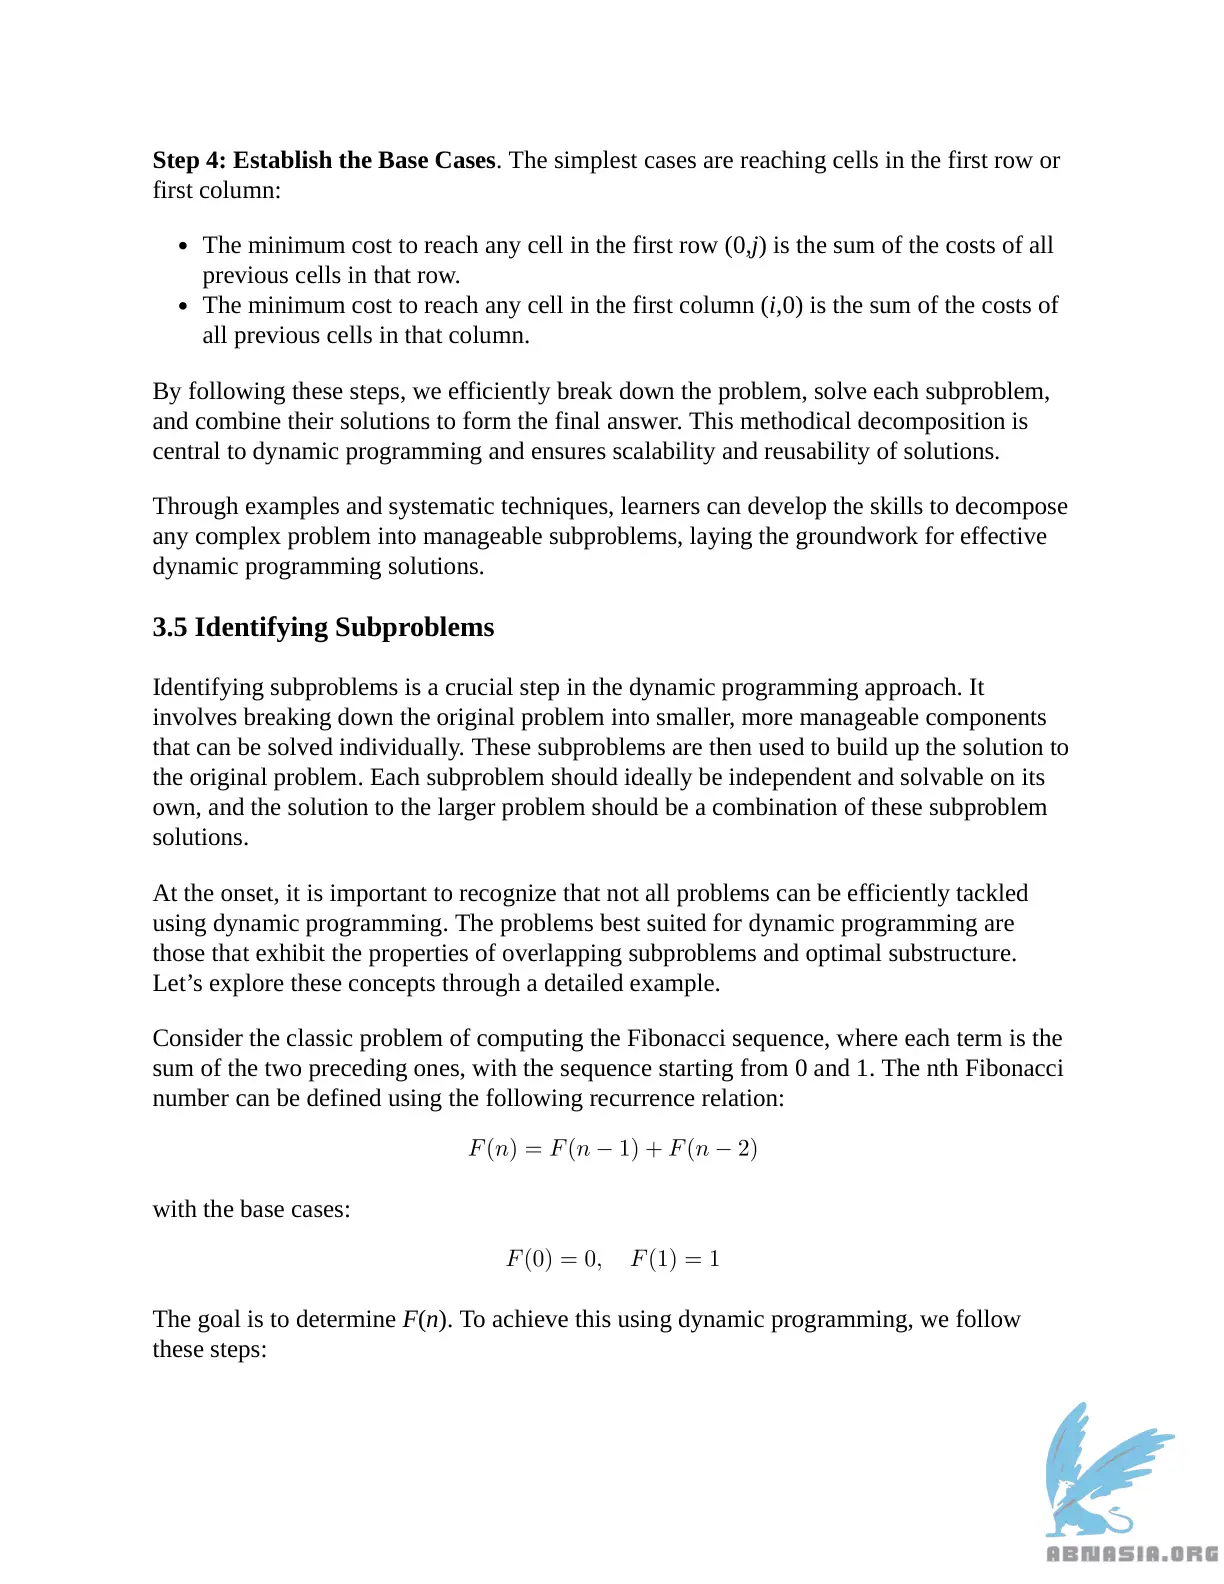 Step 4: Establish the Base Cases. The simplest cases are reaching cells in the first row or
first column:
• The minimum cost to reach any cell in the first row (0,j) is the sum of the costs of all
previous cells in that row.
• The minimum cost to reach any cell in the first column (i,0) is the sum of the costs of
all previous cells in that column.
By following these steps, we efficiently break down the problem, solve each subproblem,
and combine their solutions to form the final answer. This methodical decomposition is
central to dynamic programming and ensures scalability and reusability of solutions.
Through examples and systematic techniques, learners can develop the skills to decompose
any complex problem into manageable subproblems, laying the groundwork for effective
dynamic programming solutions.
3.5 Identifying Subproblems
Identifying subproblems is a crucial step in the dynamic programming approach. It
involves breaking down the original problem into smaller, more manageable components
that can be solved individually. These subproblems are then used to build up the solution to
the original problem. Each subproblem should ideally be independent and solvable on its
own, and the solution to the larger problem should be a combination of these subproblem
solutions.
At the onset, it is important to recognize that not all problems can be efficiently tackled
using dynamic programming. The problems best suited for dynamic programming are
those that exhibit the properties of overlapping subproblems and optimal substructure.
Let’s explore these concepts through a detailed example.
Consider the classic problem of computing the Fibonacci sequence, where each term is the
sum of the two preceding ones, with the sequence starting from 0 and 1. The nth Fibonacci
number can be defined using the following recurrence relation:
F(n) = F(n − 1) + F(n − 2)
with the base cases:
F(0) = 0, F(1) = 1
The goal is to determine F(n). To achieve this using dynamic programming, we follow
these steps:
ABNASIA.ORG